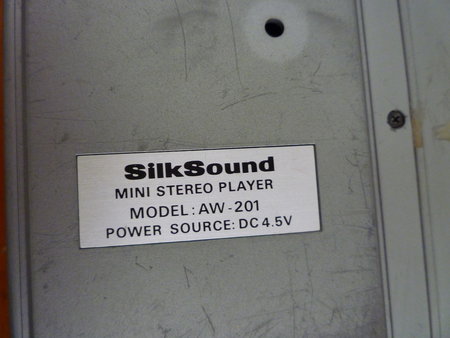 SilkSound
MINI STEREO PLAYER
MODEL: AW-201
POWER SOURCE: DC 4.5V